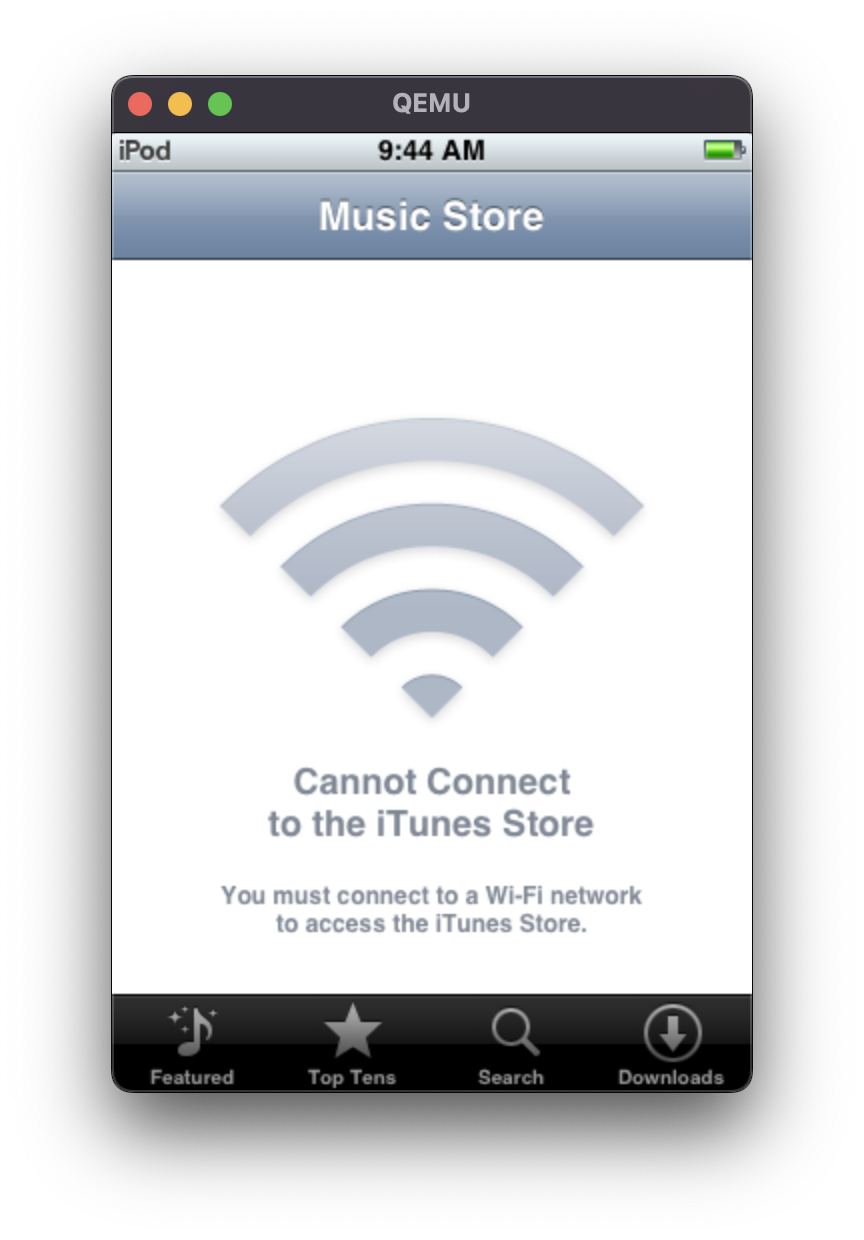 QEMU
iPod 9:44 AM
Music Store
Cannot Connect
to the iTunes Store
You must connect to a Wi-Fi network
to access the iTunes Store.
Featured Top Tens Search Downloads